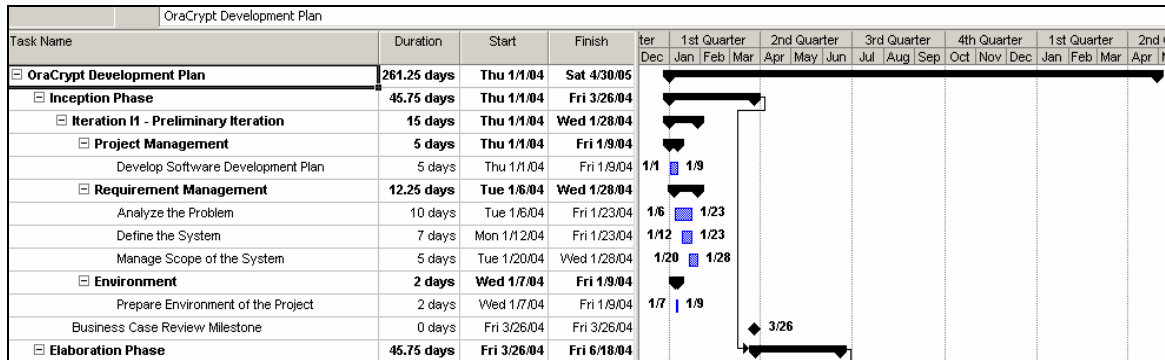 OraCrypt Development Plan
Task Name Duration Start Finish ter 1st Quarter 2nd Quarter 3rd Quarter 4th Quarter 1st Quarter 2nd
Dec Jan Feb Mar Apr May Jun Jul Aug Sep Oct Nov Dec Jan Feb Mar Apr
OraCrypt Development Plan 261.25 days Thu 1/1/04 Sat 4/30/05
Inception Phase 45.75 days Thu 1/1/04 Fri 3/26/04
Iteration I1 - Preliminary Iteration 15 days Thu 1/1/04 Wed 1/28/04
Project Management 5 days Thu 1/1/04 Fri 1/9/04
Develop Software Development Plan 5 days Thu 1/1/04 Fri 1/9/04 1/1 1/9
Requirement Management 12.25 days Tue 1/6/04 Wed 1/28/04
Analyze the Problem 10 days Tue 1/6/04 Fri 1/23/04 1/6 1/23
Define the System 7 days Mon 1/12/04 Fri 1/23/04 1/12 1/23
Manage Scope of the System 5 days Tue 1/20/04 Wed 1/28/04 1/20 1/28
Environment 2 days Wed 1/7/04 Fri 1/9/04
Prepare Environment of the Project 2 days Wed 1/7/04 Fri 1/9/04 1/7 1/9
Business Case Review Milestone 0 days Fri 3/26/04 Fri 3/26/04 3/26
Elaboration Phase 45.75 days Fri 3/26/04 Fri 6/18/04